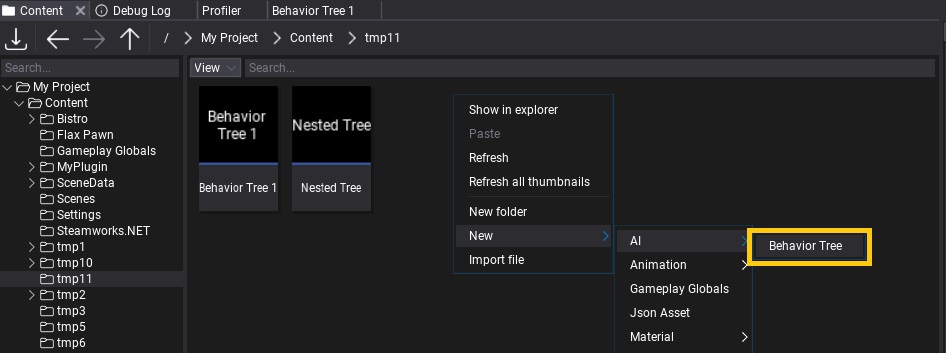 Content
Debug Log
Profiler
Behavior Tree 1
/
My Project
Content
tmp11
Search...
My Project
Content
Bistro
Flax Pawn
Gameplay Globals
MyPlugin
SceneData
Scenes
Settings
Steamworks.NET
tmp1
tmp10
tmp11
tmp2
tmp3
tmp5
tmp6
View
Search...
Behavior
Tree 1
Behavior Tree 1
Nested Tree
Nested Tree
Show in explorer
Paste
Refresh
Refresh all thumbnails
New folder
New
Import file
AI
Animation
Gameplay Globals
Json Asset
Material
Behavior Tree